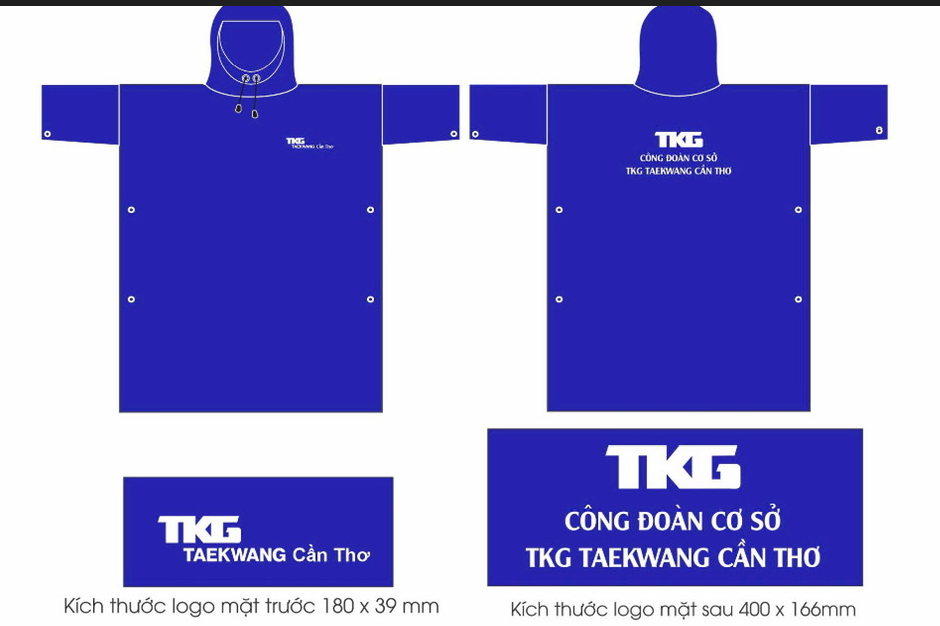 TKG
TAEKWANG Cần Thơ
TKG
CÔNG ĐOÀN CƠ SỞ
TKG TAEKWANG CẦN THƠ
TKG
TAEKWANG Cần Thơ
Kích thước logo mặt trước 180 x 39 mm
TKG
CÔNG ĐOÀN CƠ SỞ
TKG TAEKWANG CẦN THƠ
Kích thước logo mặt sau 400 x 166mm